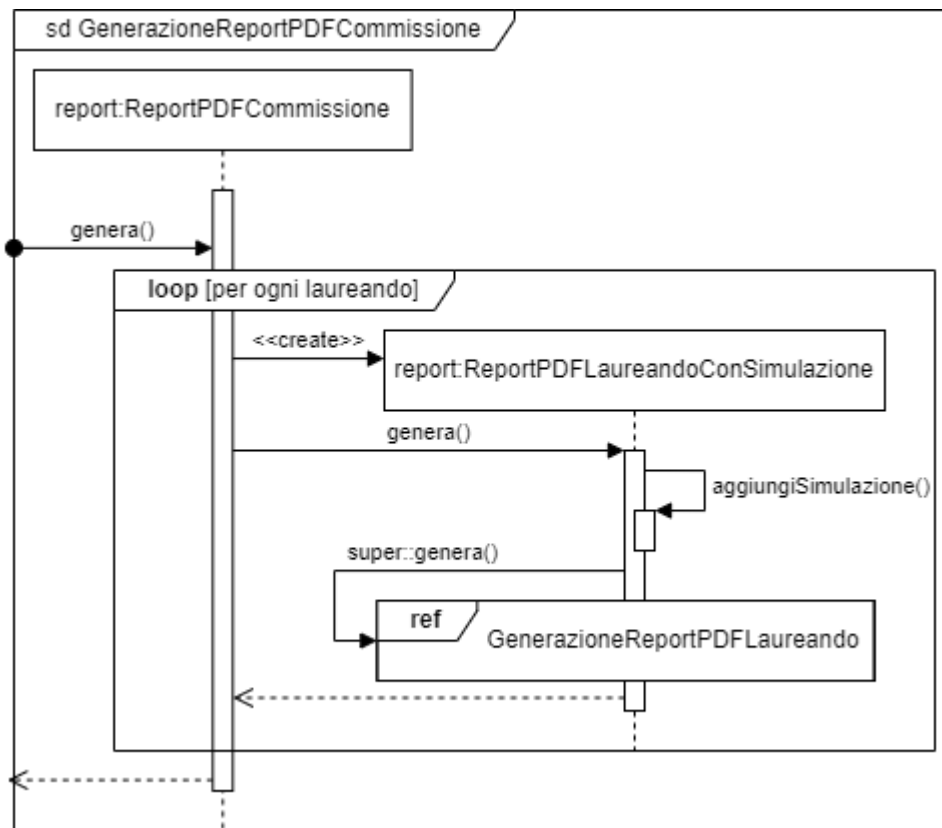 sd GenerazioneReportPDFCommissione
report:ReportPDFCommissione
genera()
loop [per ogni laureando]
<<create>>
report:ReportPDFLaureandoConSimulazione
genera()
aggiungiSimulazione()
super::genera()
ref
GenerazioneReportPDFLaureando